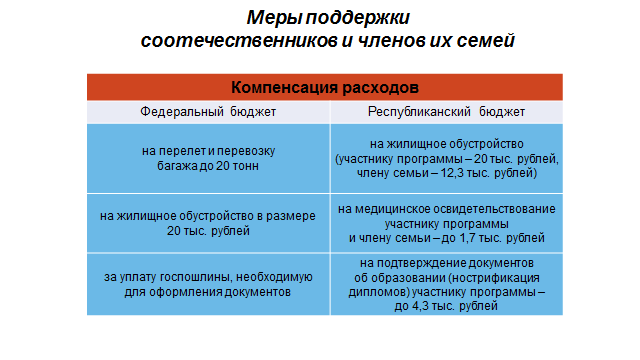 Меры поддержки
соотечественников и членов их семей
Компенсация расходов
Федеральный бюджет
Республиканский бюджет
на перелет и перевозку
багажа до 20 тонн
на жилищное обустройство
(участнику программы – 20 тыс. рублей,
члену семьи – 12,3 тыс. рублей)
на жилищное обустройство в размере
20 тыс. рублей
на медицинское освидетельствование
участнику программы
и члену семьи – до 1,7 тыс. рублей
за уплату госпошлины, необходимую
для оформления документов
на подтверждение документов
об образовании (нострификация
дипломов) участнику программы –
до 4,3 тыс. рублей